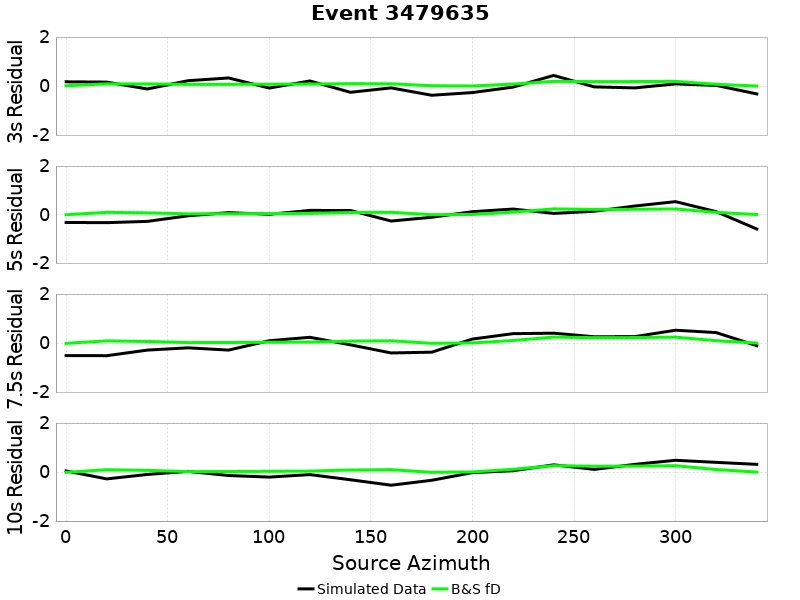 Event 3479635
3s Residual
2
0
-2
5s Residual
2
0
-2
7.5s Residual
2
0
-2
10s Residual
2
0
-2
0 50 100 150 200 250 300
Source Azimuth
Simulated Data B&S fD